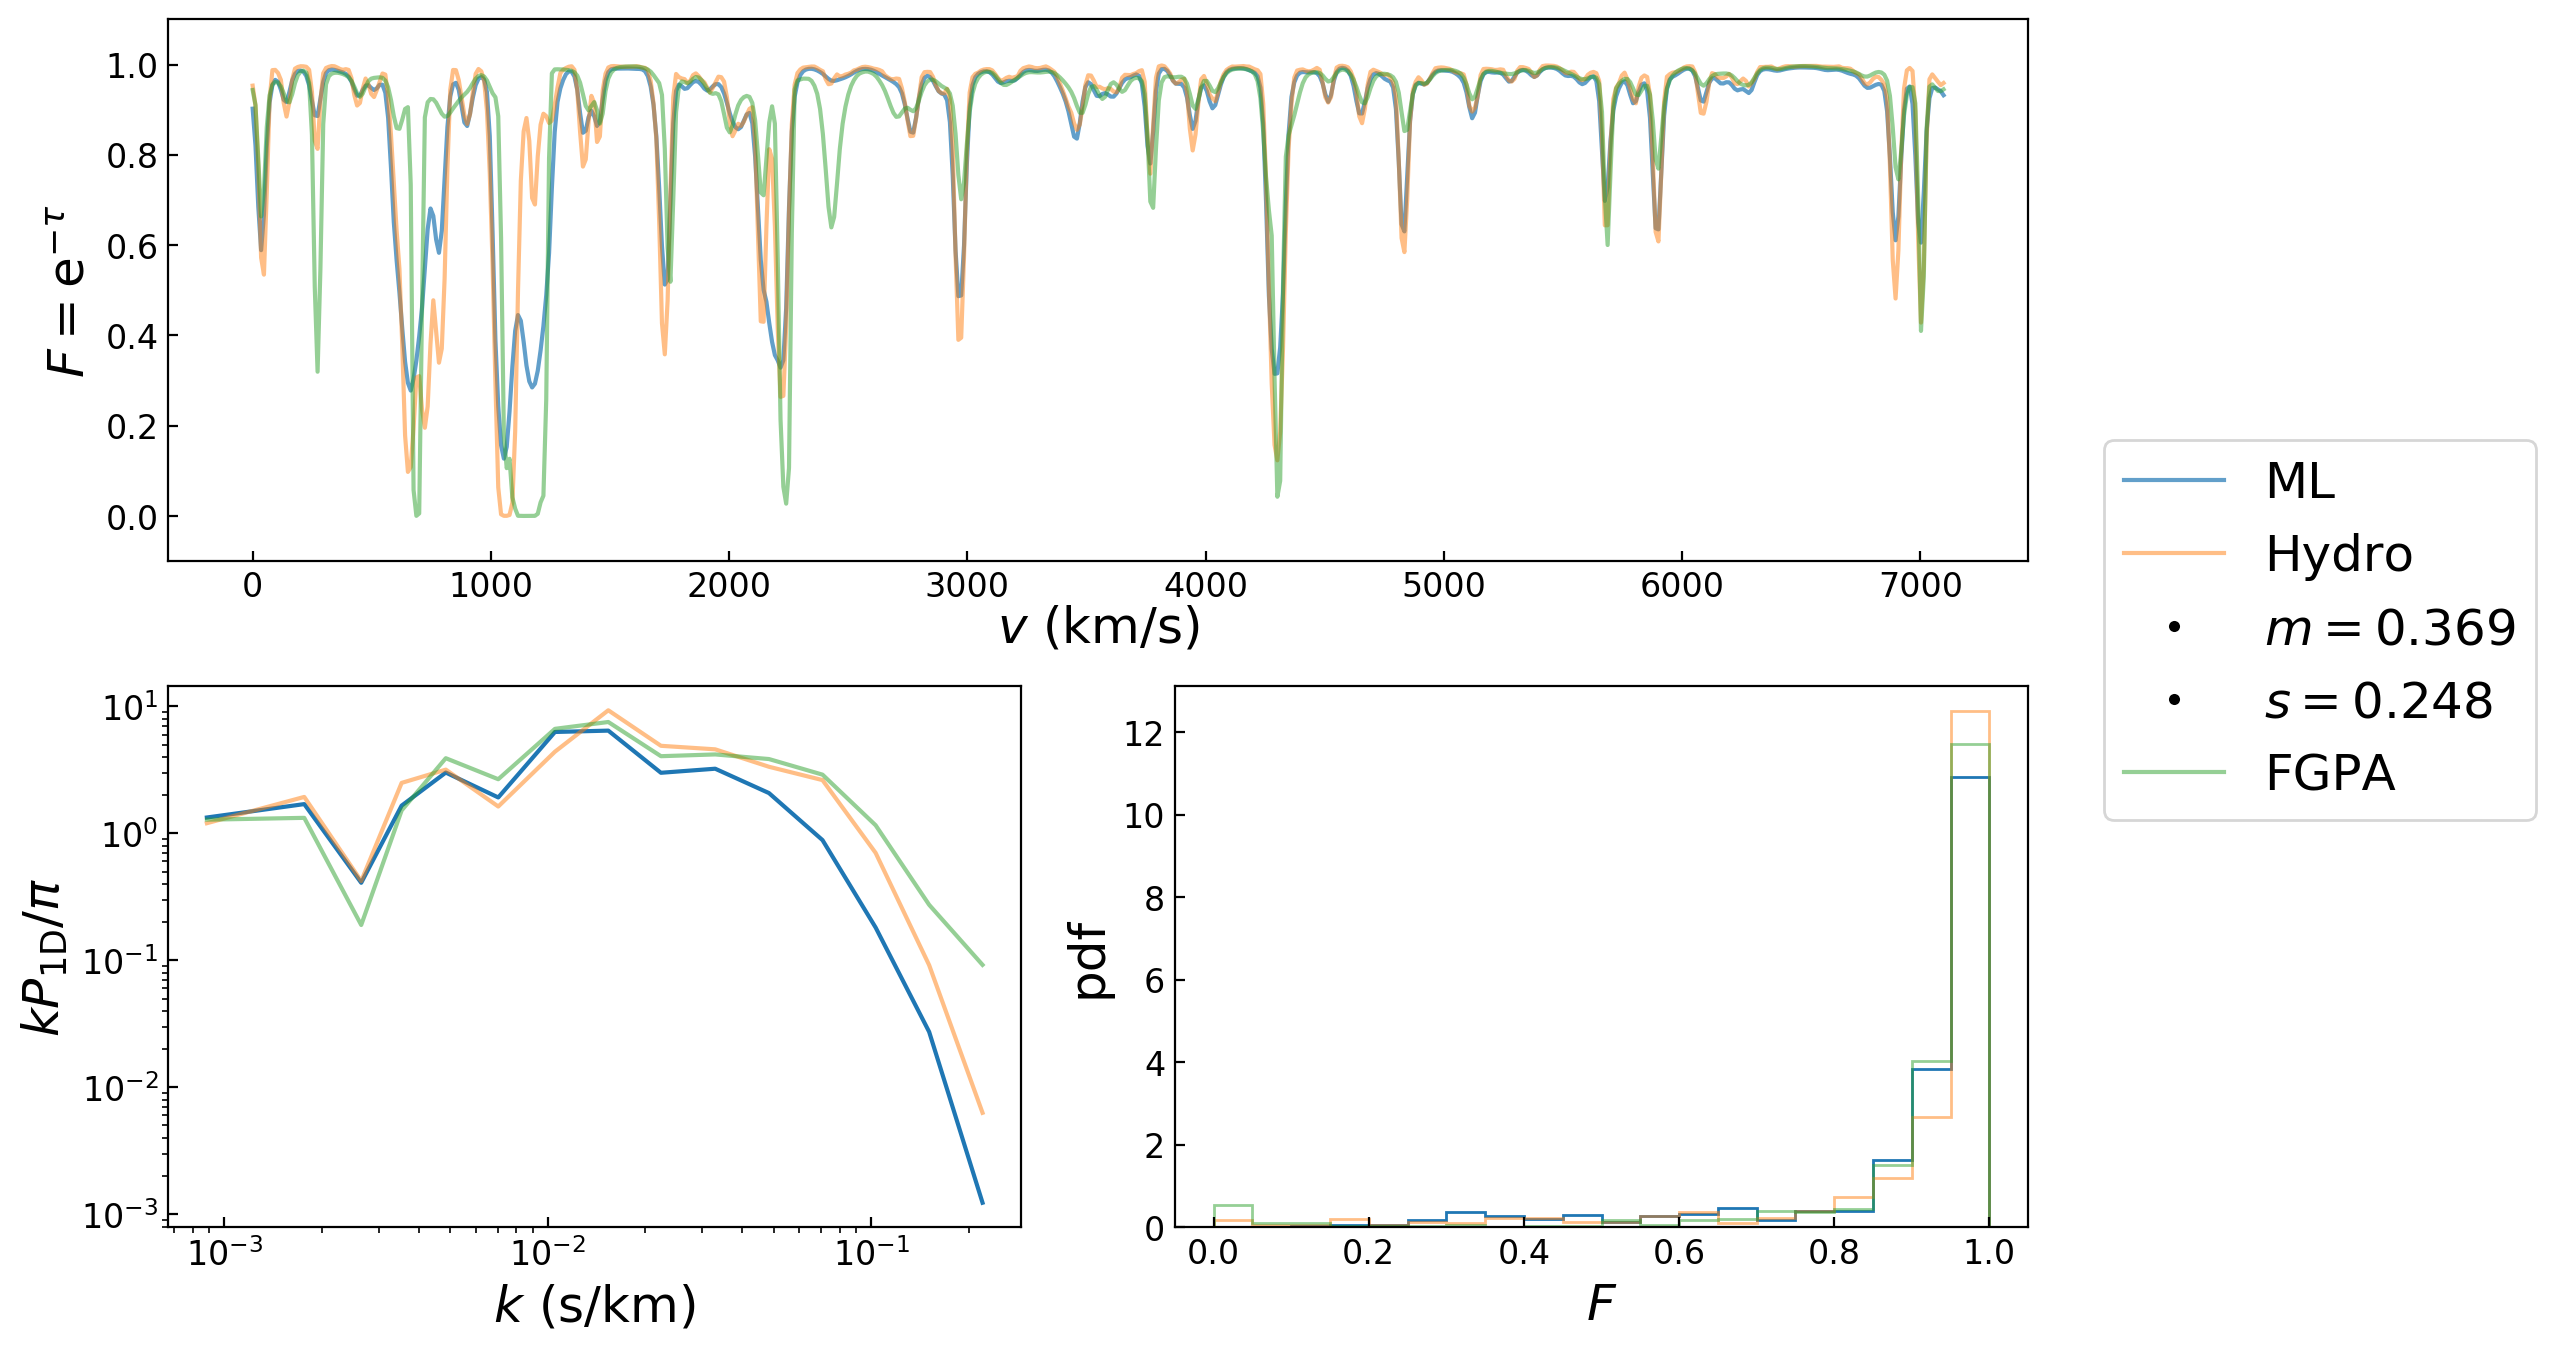 F = e^−τ
1.0
0.8
0.6
0.4
0.2
0.0
0 1000 2000 3000 4000 5000 6000 7000
v (km/s)
ML
Hydro
m = 0.369
s = 0.248
FGPA
kP_1D/π
10^1
10^0
10^−1
10^−2
10^−3
10^−3 10^−2 10^−1
k (s/km)
pdf
12
10
8
6
4
2
0
0.0 0.2 0.4 0.6 0.8 1.0
F